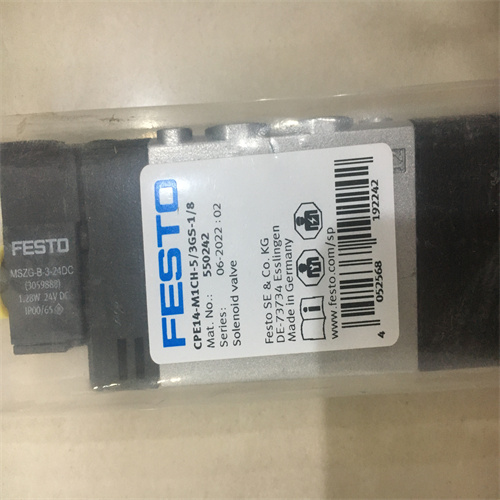 FESTO
MSZG-B-3-24DC
(3059888)
1.28W 24V DC
IP00/65
FESTO
CPE14-M1CH-5/3GS-1/8
Mat. No.: 550242
Series: 06-2022 : 02
Solenoid valve
Festo SE & Co. KG
DE-73734 Esslingen
Made in Germany
www.festo.com/sp
4 052568 192242